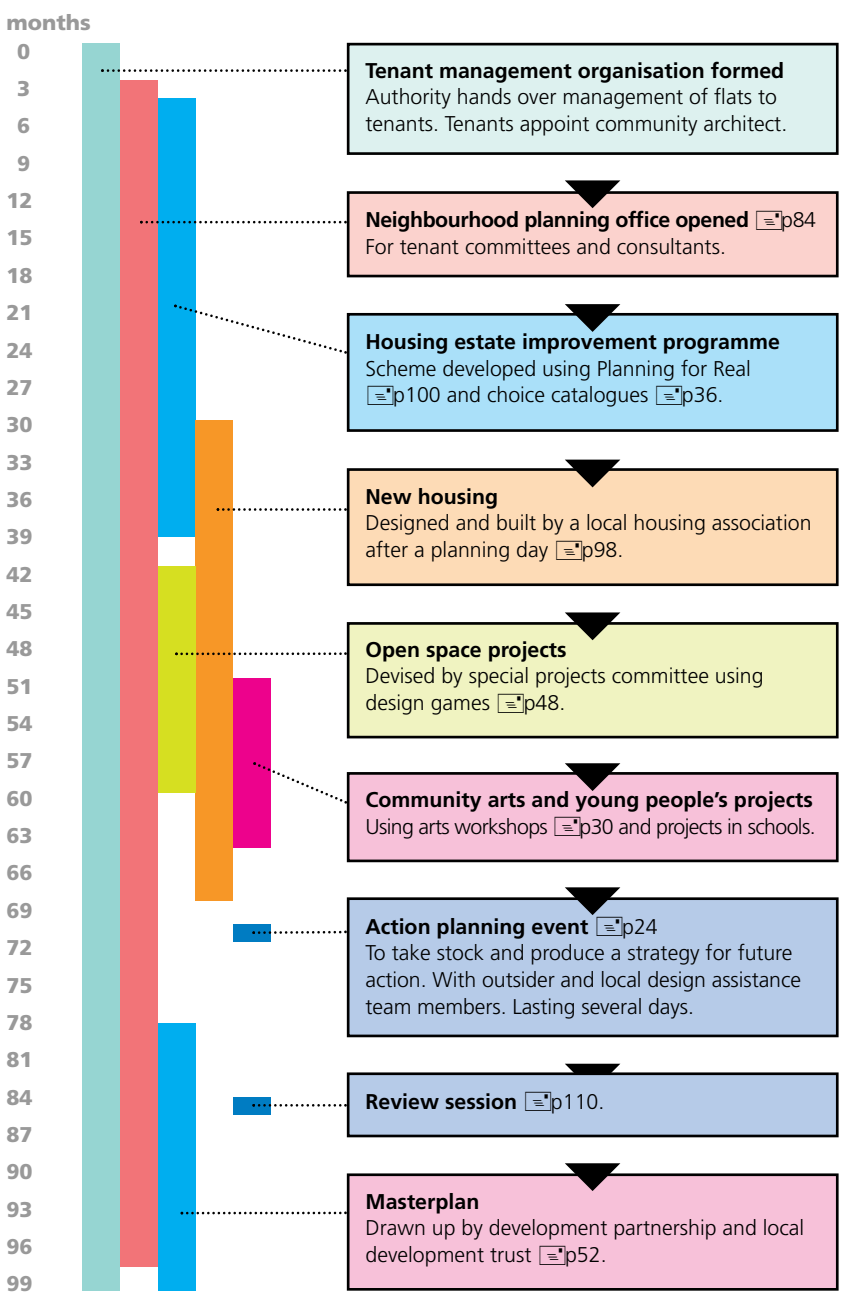 months
0
3
6
9
12
15
18
21
24
27
30
33
36
39
42
45
48
51
54
57
60
63
66
69
72
75
78
81
84
87
90
93
96
99
Tenant management organisation formed
Authority hands over management of flats to
tenants. Tenants appoint community architect.
Neighbourhood planning office opened p84
For tenant committees and consultants.
Housing estate improvement programme
Scheme developed using Planning for Real
p100 and choice catalogues p36.
New housing
Designed and built by a local housing association
after a planning day p98.
Open space projects
Devised by special projects committee using
design games p48.
Community arts and young people's projects
Using arts workshops p30 and projects in schools.
Action planning event p24
To take stock and produce a strategy for future
action. With outsider and local design assistance
team members. Lasting several days.
Review session p110.
Masterplan
Drawn up by development partnership and local
development trust p52.